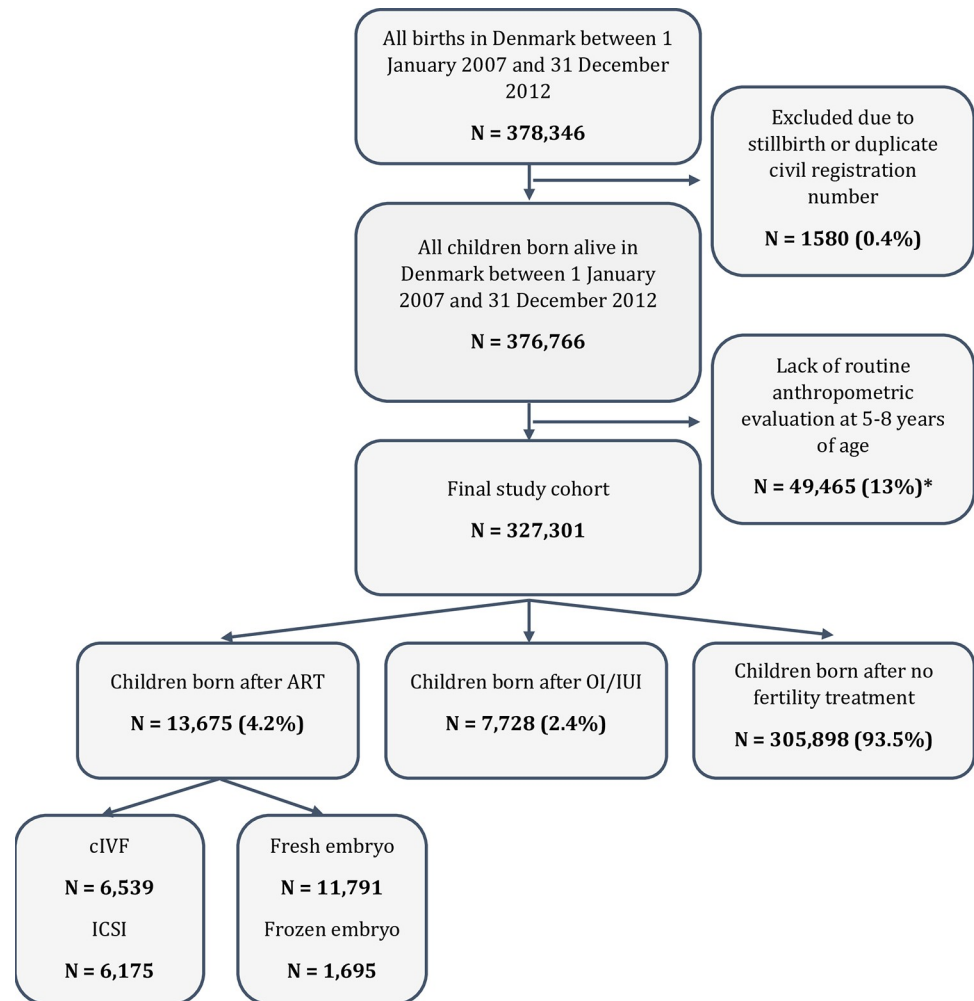 All births in Denmark between 1
January 2007 and 31 December
2012
N = 378,346
Excluded due to
stillbirth or duplicate
civil registration
number
N = 1580 (0.4%)
All children born alive in
Denmark between 1 January
2007 and 31 December 2012
N = 376,766
Lack of routine
anthropometric
evaluation at 5-8 years
of age
N = 49,465 (13%)*
Final study cohort
N = 327,301
Children born after ART
N = 13,675 (4.2%)
Children born after OI/IUI
N = 7,728 (2.4%)
Children born after no
fertility treatment
N = 305,898 (93.5%)
cIVF
N = 6,539
ICSI
N = 6,175
Fresh embryo
N = 11,791
Frozen embryo
N = 1,695